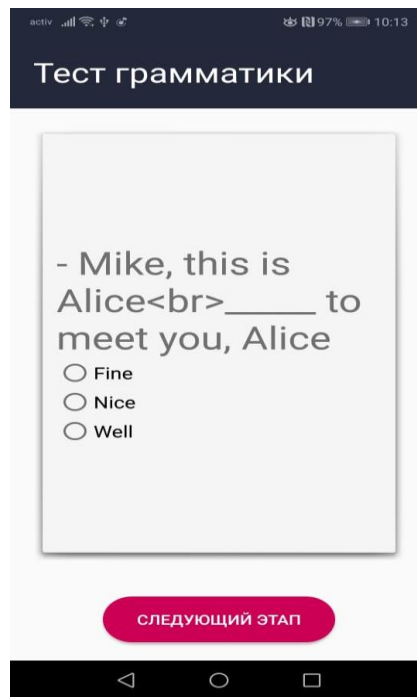 activ 97% 10:13
Тест грамматики
- Mike, this is
Alice<br>_____ to
meet you, Alice
Fine
Nice
Well
СЛЕДУЮЩИЙ ЭТАП